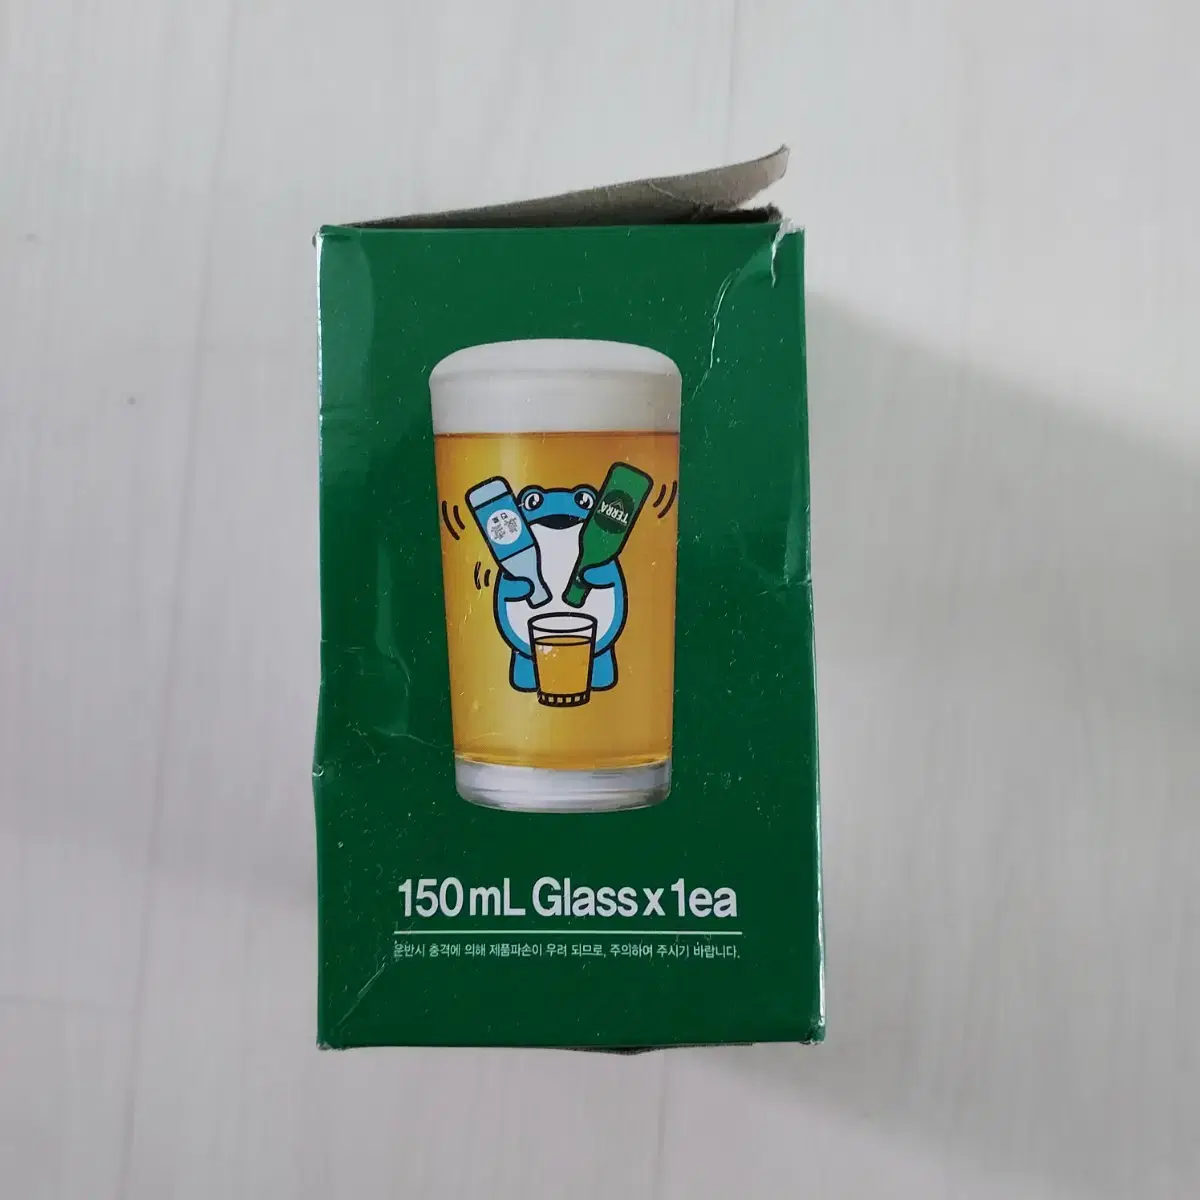 TERRA
150mL Glass x 1ea
운반시 충격에 의해 제품파손이 우려 되므로, 주의하여 주시기 바랍니다.